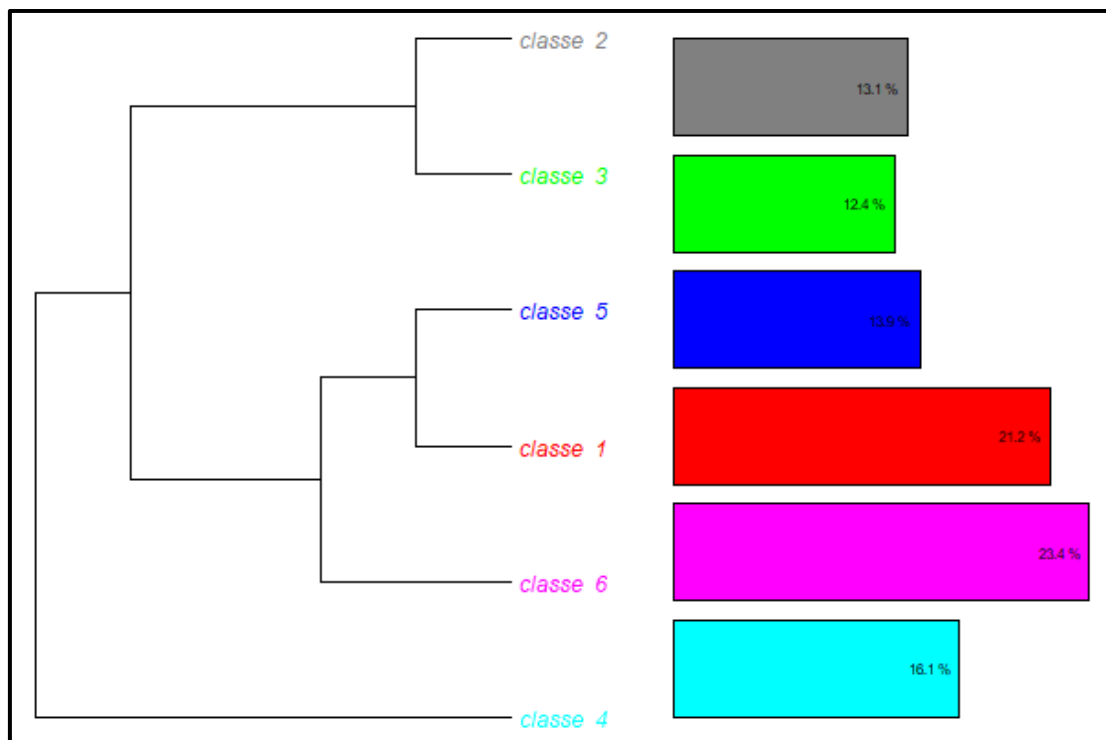 classe 2
13.1 %
classe 3
12.4 %
classe 5
13.9 %
classe 1
21.2 %
classe 6
23.4 %
classe 4
16.1 %